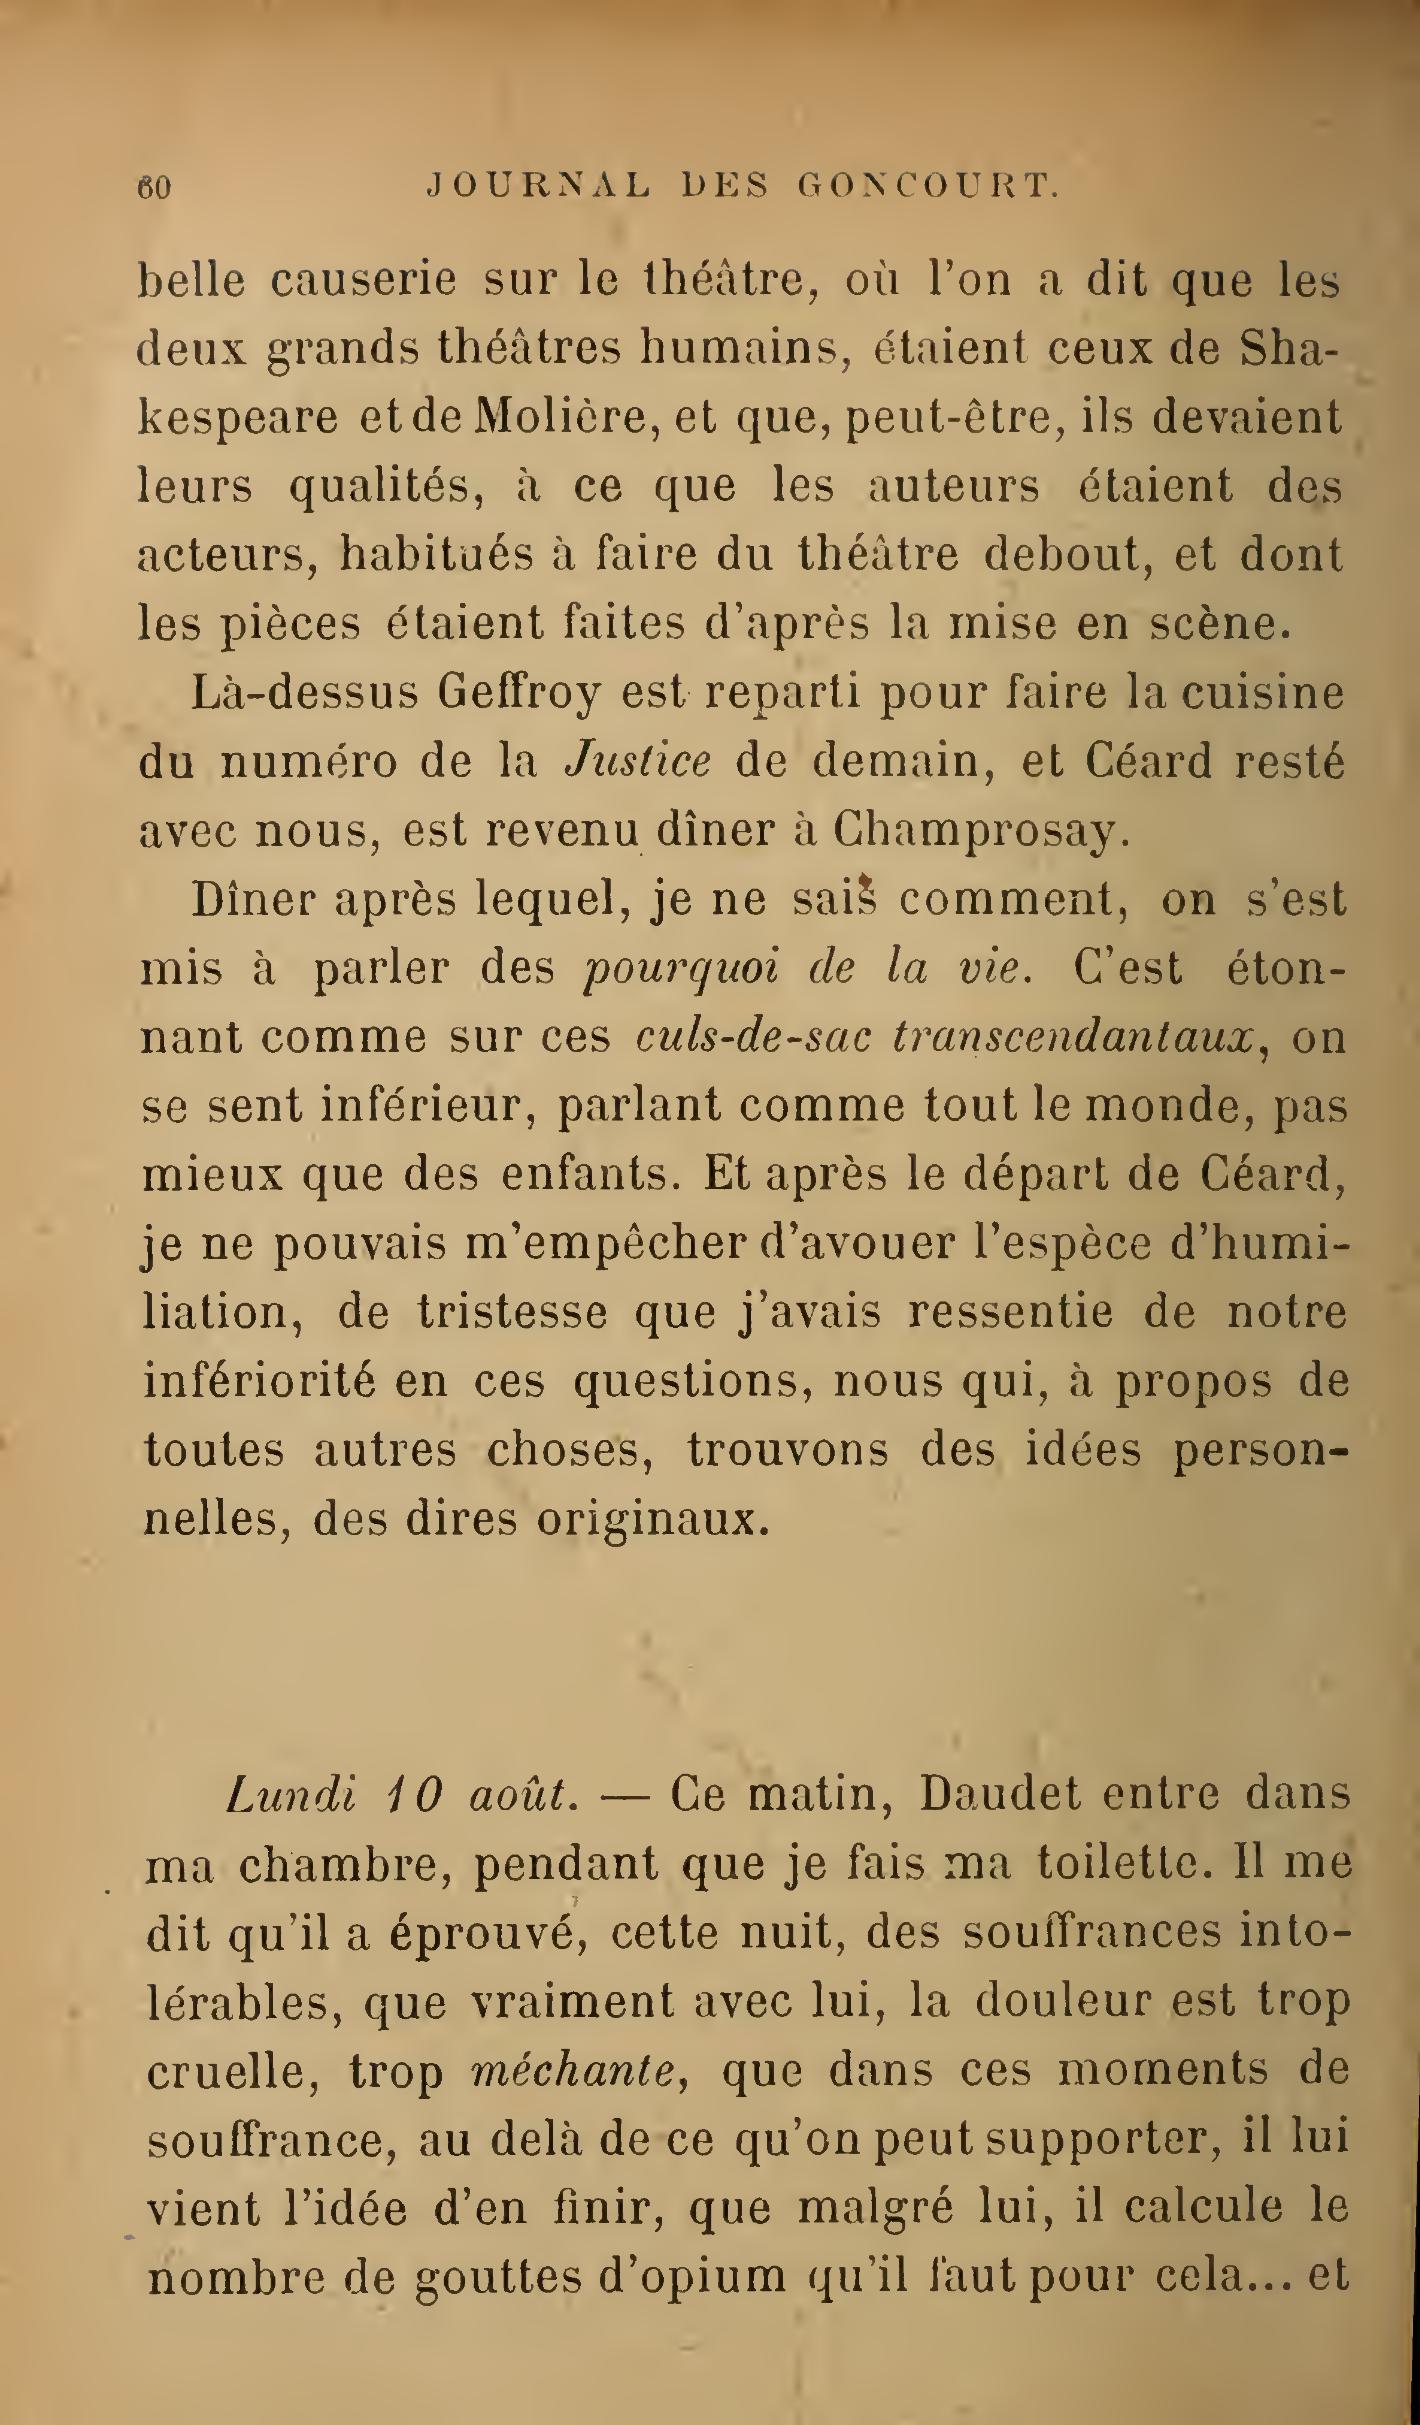 60 JOURNAL DES GONCOURT.
belle causerie sur le théâtre, où l'on a dit que les
deux grands théâtres humains, étaient ceux de Sha-
kespeare et de Molière, et que, peut-être, ils devaient
leurs qualités, à ce que les auteurs étaient des
acteurs, habitués à faire du théâtre debout, et dont
les pièces étaient faites d'après la mise en scène.
Là-dessus Geffroy est reparti pour faire la cuisine
du numéro de la Justice de demain, et Céard resté
avec nous, est revenu dîner à Champrosay.
Dîner après lequel, je ne sais comment, on s'est
mis à parler des pourquoi de la vie. C'est éton-
nant comme sur ces culs-de-sac transcendantaux, on
se sent inférieur, parlant comme tout le monde, pas
mieux que des enfants. Et après le départ de Céard,
je ne pouvais m'empêcher d'avouer l'espèce d'humi-
liation, de tristesse que j'avais ressentie de notre
infériorité en ces questions, nous qui, à propos de
toutes autres choses, trouvons des idées person-
nelles, des dires originaux.
Lundi 10 août. — Ce matin, Daudet entre dans
ma chambre, pendant que je fais ma toilette. Il me
dit qu'il a éprouvé, cette nuit, des souffrances into-
lérables, que vraiment avec lui, la douleur est trop
cruelle, trop méchante, que dans ces moments de
souffrance, au delà de ce qu'on peut supporter, il lui
vient l'idée d'en finir, que malgré lui, il calcule le
nombre de gouttes d'opium qu'il faut pour cela... et